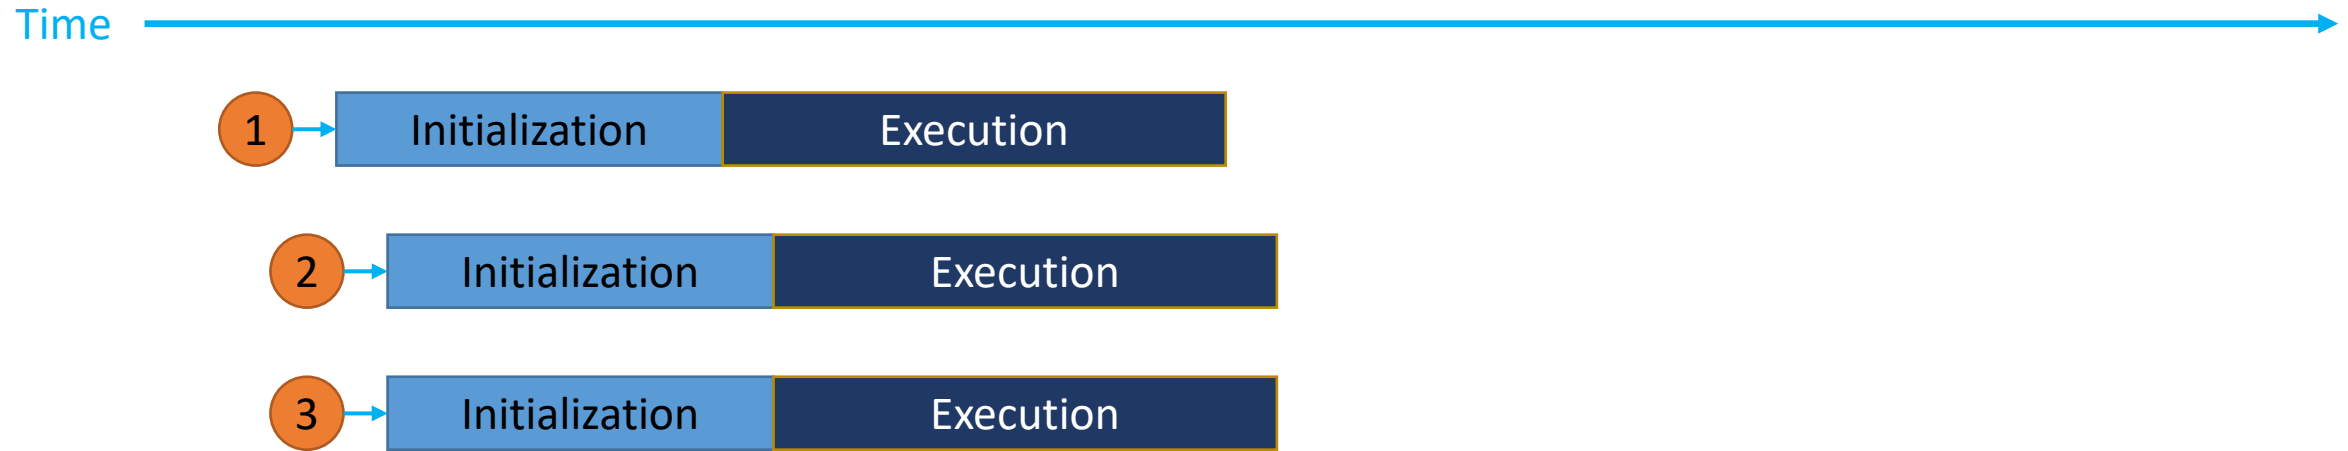 Time
1 Initialization Execution
2 Initialization Execution
3 Initialization Execution